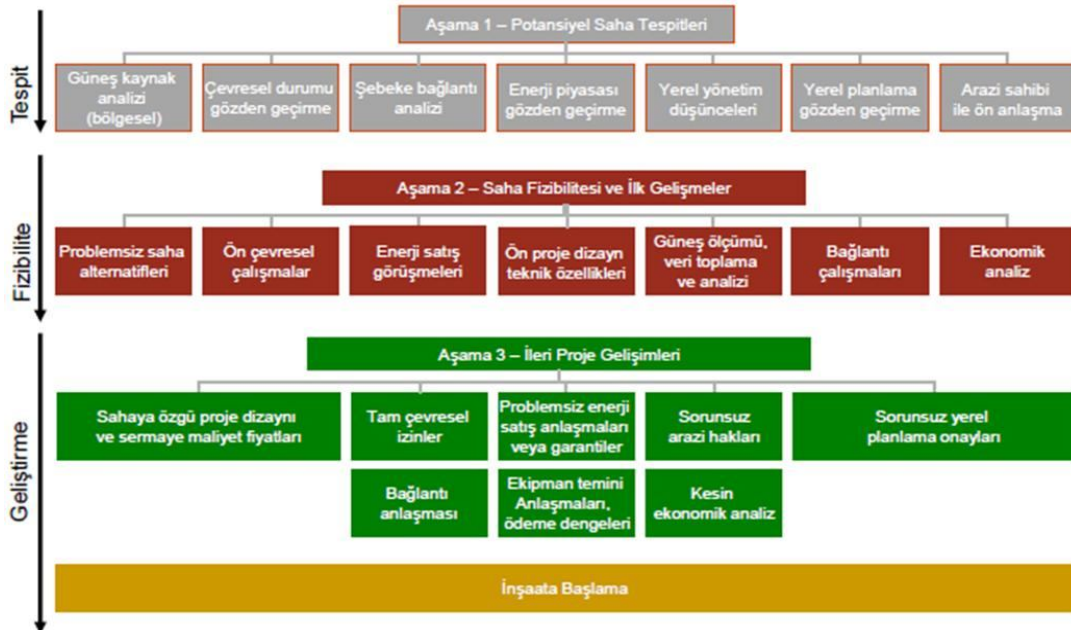 Tespit
Aşama 1 – Potansiyel Saha Tespitleri
Güneş kaynak
analizi
(bölgesel)
Çevresel durumu
gözden geçirme
Şebeke bağlantı
analizi
Enerji piyasası
gözden geçirme
Yerel yönetim
düşünceleri
Yerel planlama
gözden geçirme
Arazi sahibi
ile ön anlaşma
Fizibilite
Aşama 2 – Saha Fizibilitesi ve İlk Gelişmeler
Problemsiz saha
alternatifleri
Ön çevresel
çalışmalar
Enerji satış
görüşmeleri
Ön proje dizayn
teknik özellikleri
Güneş ölçümü,
veri toplama
ve analizi
Bağlantı
çalışmaları
Ekonomik
analiz
Geliştirme
Aşama 3 – İleri Proje Gelişimleri
Sahaya özgü proje dizaynı
ve sermaye maliyet fiyatları
Tam çevresel
izinler
Problemsiz enerji
satış anlaşmaları
veya garantiler
Sorunsuz
arazi hakları
Sorunsuz yerel
planlama onayları
Bağlantı
anlaşması
Ekipman temini
Anlaşmaları,
ödeme dengeleri
Kesin
ekonomik analiz
İnşaata Başlama